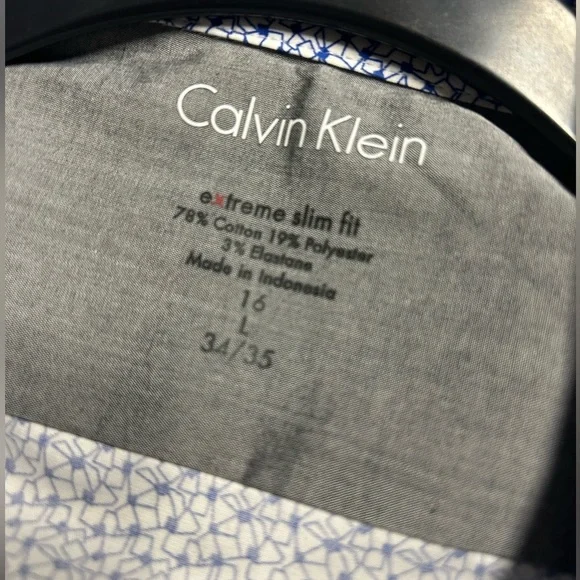 Calvin Klein
extreme slim fit
78% Cotton 19% Polyester
3% Elastane
Made in Indonesia
16
L
34/35